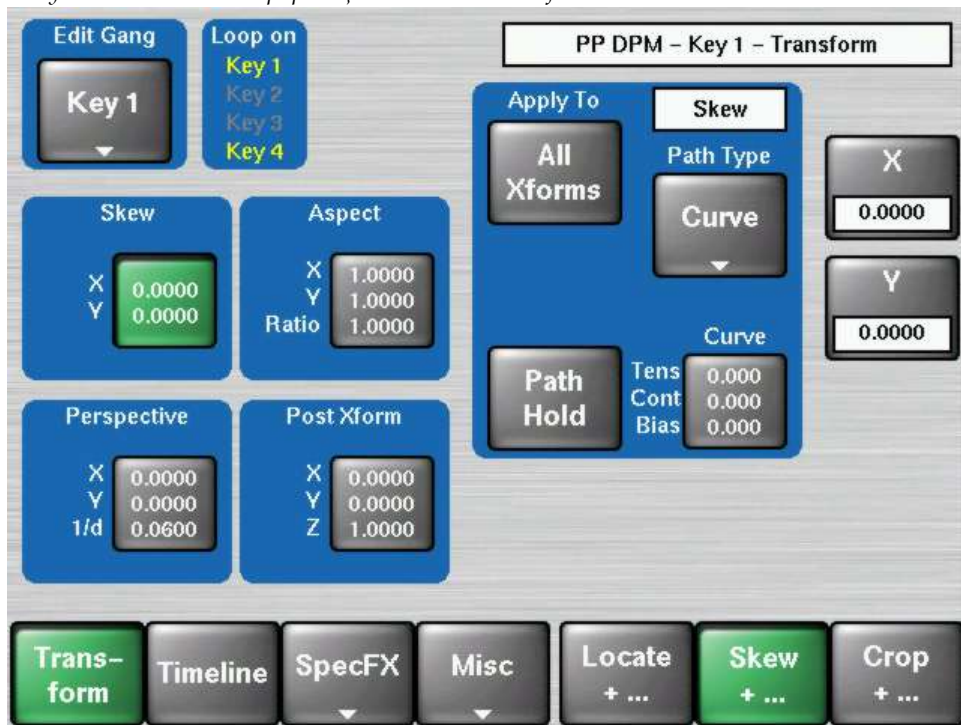 Edit Gang
Key 1
Loop on
Key 1
Key 2
Key 3
Key 4
PP DPM – Key 1 – Transform
Apply To
All
Xforms
Skew
Path Type
Curve
Path
Hold
Curve
Tens 0.000
Cont 0.000
Bias 0.000
X
0.0000
Y
0.0000
Skew
X 0.0000
Y 0.0000
Aspect
X 1.0000
Y 1.0000
Ratio 1.0000
Perspective
X 0.0000
Y 0.0000
1/d 0.0600
Post Xform
X 0.0000
Y 0.0000
Z 1.0000
Trans–
form
Timeline
SpecFX
Misc
Locate
+ ...
Skew
+ ...
Crop
+ ...